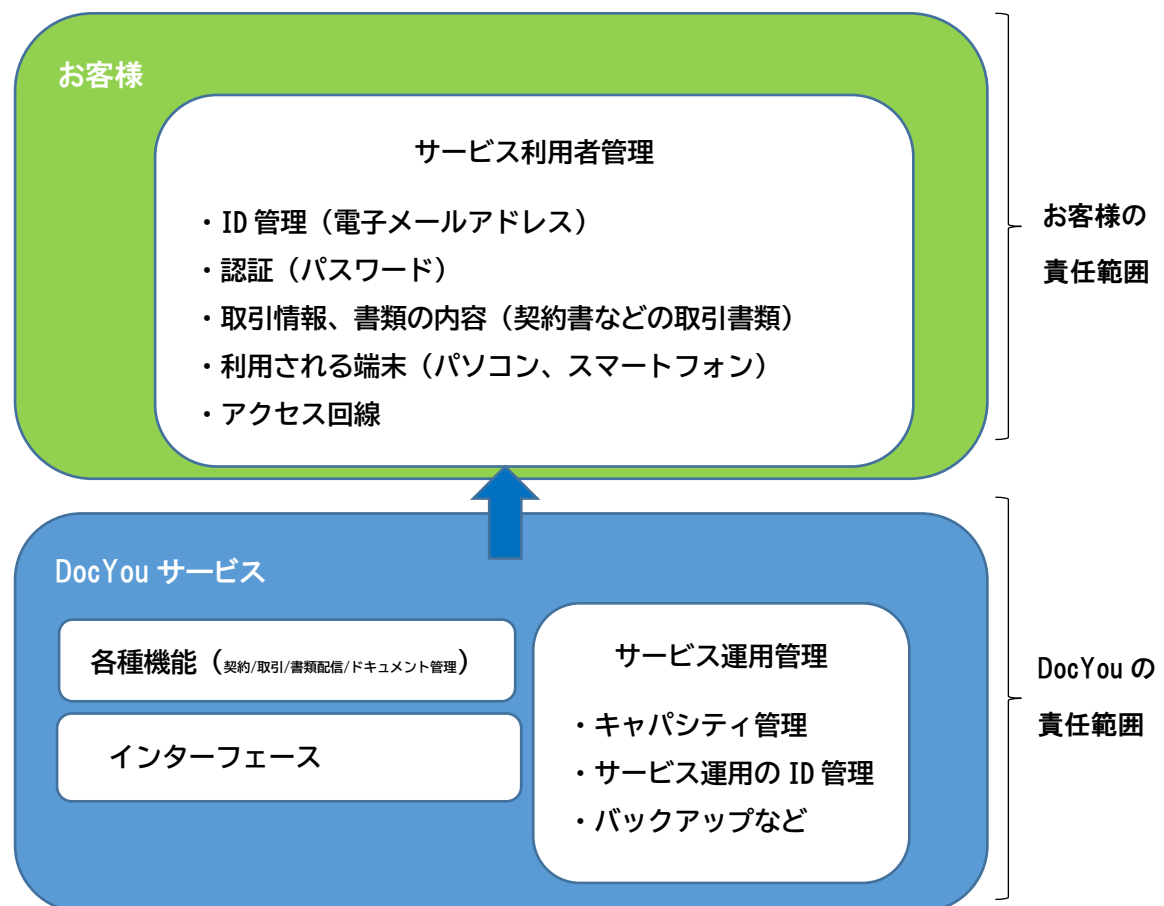 お客様
サービス利用者管理
・ID 管理（電子メールアドレス）
・認証（パスワード）
・取引情報、書類の内容（契約書などの取引書類）
・利用される端末（パソコン、スマートフォン）
・アクセス回線
お客様の
責任範囲
DocYou サービス
各種機能（契約/取引/書類配信/ドキュメント管理）
インターフェース
サービス運用管理
・キャパシティ管理
・サービス運用の ID 管理
・バックアップなど
DocYou の
責任範囲